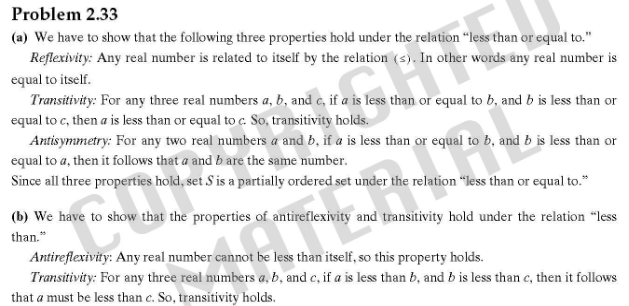 Problem 2.33
(a) We have to show that the following three properties hold under the relation “less than or equal to.”
Reflexivity: Any real number is related to itself by the relation (≤). In other words any real number is
equal to itself.
Transitivity: For any three real numbers a, b, and c, if a is less than or equal to b, and b is less than or
equal to c, then a is less than or equal to c. So, transitivity holds.
Antisymmetry: For any two real numbers a and b, if a is less than or equal to b, and b is less than or
equal to a, then it follows that a and b are the same number.
Since all three properties hold, set S is a partially ordered set under the relation “less than or equal to.”
(b) We have to show that the properties of antireflexivity and transitivity hold under the relation “less
than.”
Antireflexivity: Any real number cannot be less than itself, so this property holds.
Transitivity: For any three real numbers a, b, and c, if a is less than b, and b is less than c, then it follows
that a must be less than c. So, transitivity holds.
COPYRIGHTED
MATERIAL